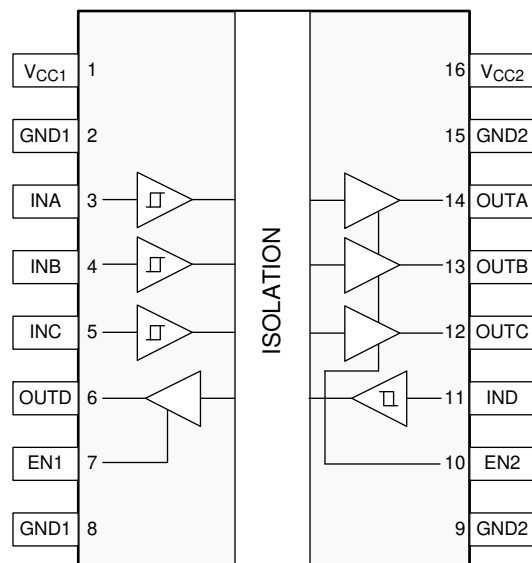 VCC1 1 16 VCC2
GND1 2 15 GND2
INA 3 14 OUTA
INB 4 13 OUTB
INC 5 12 OUTC
OUTD 6 11 IND
EN1 7 10 EN2
GND1 8 9 GND2
ISOLATION